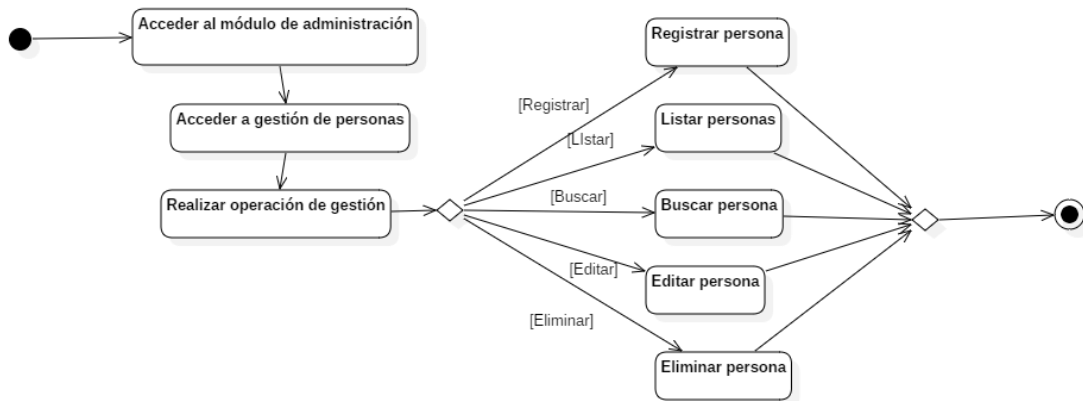 Acceder al módulo de administración
Acceder a gestión de personas
Realizar operación de gestión
[Registrar]
[LIstar]
[Buscar]
[Editar]
[Eliminar]
Registrar persona
Listar personas
Buscar persona
Editar persona
Eliminar persona